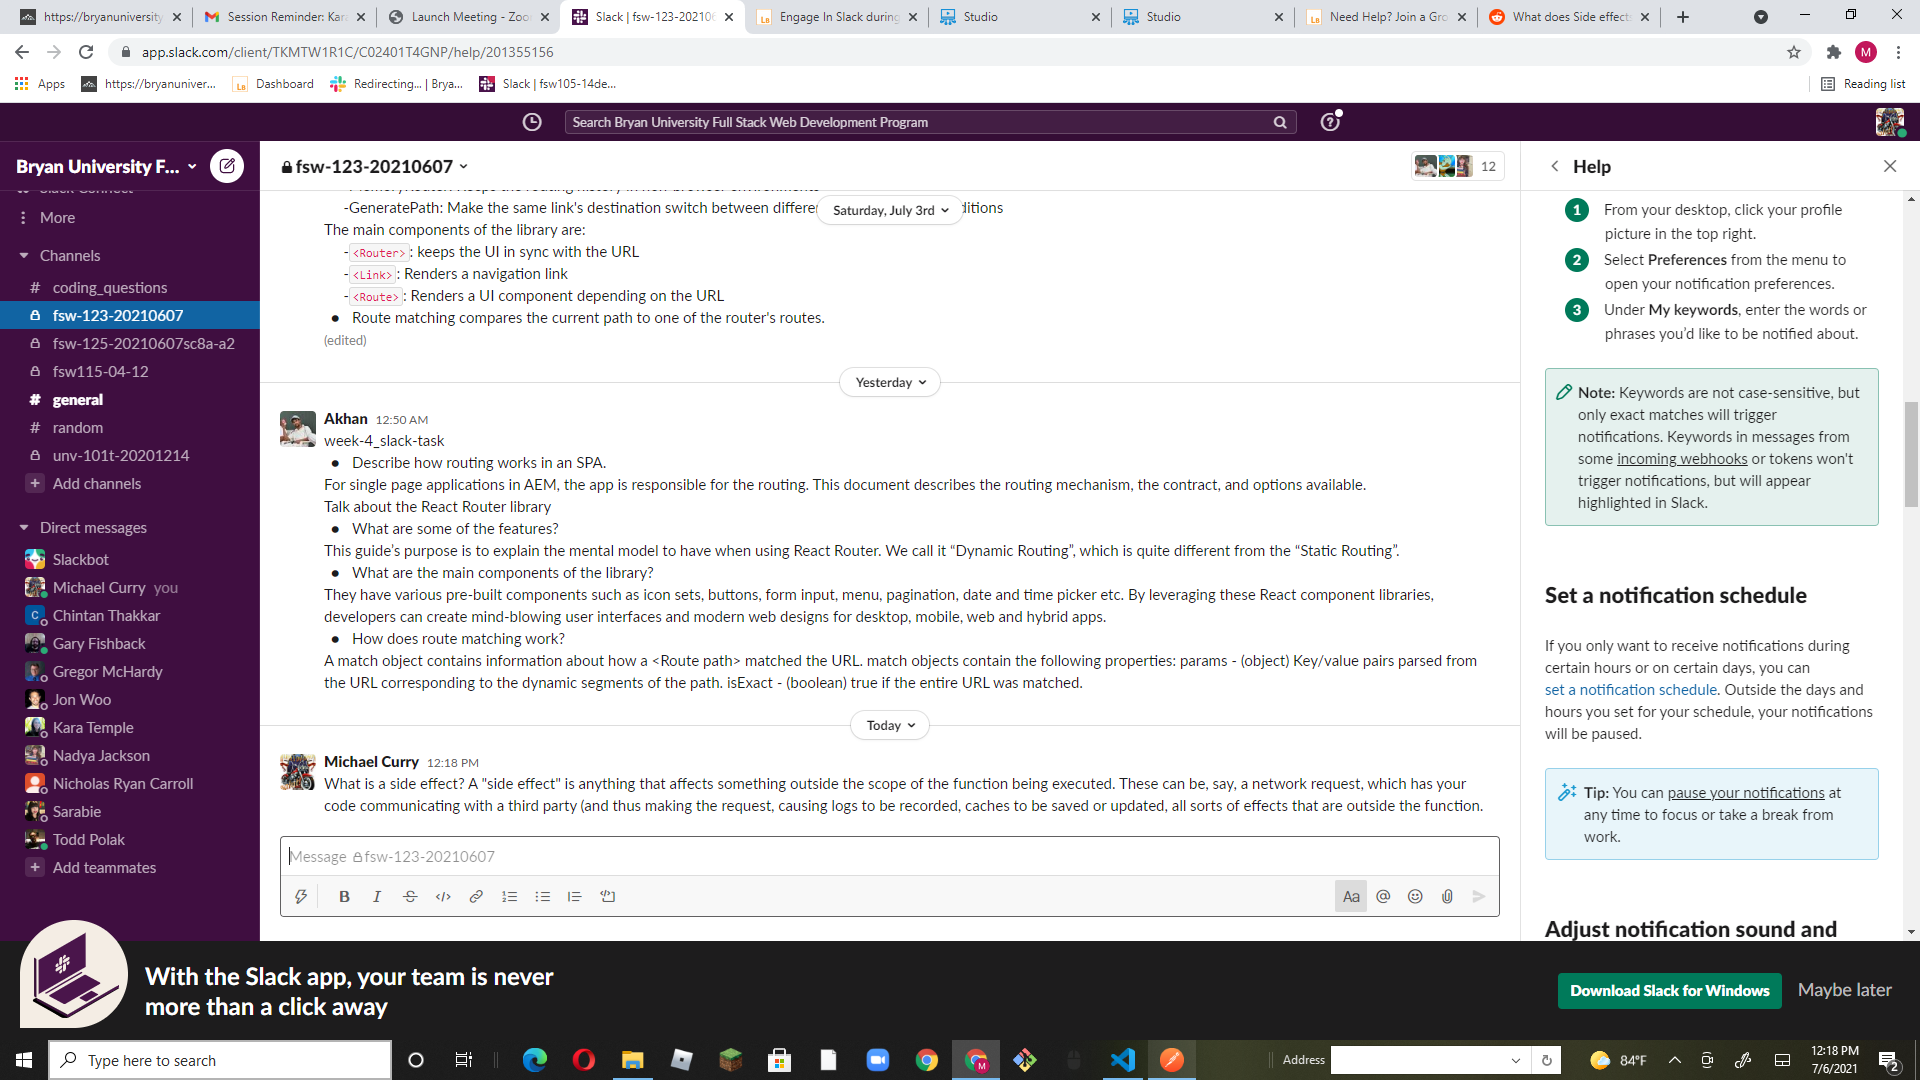 https://bryanuniversity
Session Reminder: Kara
Launch Meeting - Zoo
Slack | fsw-123-20210
Engage In Slack during
Studio
Studio
Need Help? Join a Gro
What does Side effect
app.slack.com/client/TKMTW1R1C/C02401T4GNP/help/201355156
M
Apps
https://bryanuniver...
Dashboard
Redirecting... | Brya...
Slack | fsw105-14de...
Reading list
Search Bryan University Full Stack Web Development Program
Bryan University F...
Slack Connect
More
Channels
# coding_questions
fsw-123-20210607
fsw-125-20210607sc8a-a2
fsw115-04-12
# general
# random
unv-101t-20201214
+ Add channels
Direct messages
Slackbot
Michael Curry you
C Chintan Thakkar
Gary Fishback
Gregor McHardy
Jon Woo
Kara Temple
Nadya Jackson
Nicholas Ryan Carroll
Sarabie
Todd Polak
+ Add teammates
fsw-123-20210607
12
-GeneratePath: Make the same link's destination switch between differe
ditions
Saturday, July 3rd
The main components of the library are:
-<Router>: keeps the UI in sync with the URL
-<Link>: Renders a navigation link
-<Route>: Renders a UI component depending on the URL
• Route matching compares the current path to one of the router's routes.
(edited)
Yesterday
Akhan 12:50 AM
week-4_slack-task
• Describe how routing works in an SPA.
For single page applications in AEM, the app is responsible for the routing. This document describes the routing mechanism, the contract, and options available.
Talk about the React Router library
• What are some of the features?
This guide's purpose is to explain the mental model to have when using React Router. We call it “Dynamic Routing”, which is quite different from the “Static Routing”.
• What are the main components of the library?
They have various pre-built components such as icon sets, buttons, form input, menu, pagination, date and time picker etc. By leveraging these React component libraries,
developers can create mind-blowing user interfaces and modern web designs for desktop, mobile, web and hybrid apps.
• How does route matching work?
A match object contains information about how a <Route path> matched the URL. match objects contain the following properties: params - (object) Key/value pairs parsed from
the URL corresponding to the dynamic segments of the path. isExact - (boolean) true if the entire URL was matched.
Today
Michael Curry 12:18 PM
What is a side effect? A "side effect" is anything that affects something outside the scope of the function being executed. These can be, say, a network request, which has your
code communicating with a third party (and thus making the request, causing logs to be recorded, caches to be saved or updated, all sorts of effects that are outside the function.
Message fsw-123-20210607
B I S </> Aa @
Help
1 From your desktop, click your profile
picture in the top right.
2 Select Preferences from the menu to
open your notification preferences.
3 Under My keywords, enter the words or
phrases you’d like to be notified about.
Note: Keywords are not case-sensitive, but
only exact matches will trigger
notifications. Keywords in messages from
some incoming webhooks or tokens won't
trigger notifications, but will appear
highlighted in Slack.
Set a notification schedule
If you only want to receive notifications during
certain hours or on certain days, you can
set a notification schedule. Outside the days and
hours you set for your schedule, your notifications
will be paused.
Tip: You can pause your notifications at
any time to focus or take a break from
work.
Adjust notification sound and
With the Slack app, your team is never
more than a click away
Download Slack for Windows
Maybe later
Type here to search
Address
84°F
12:18 PM
7/6/2021
2